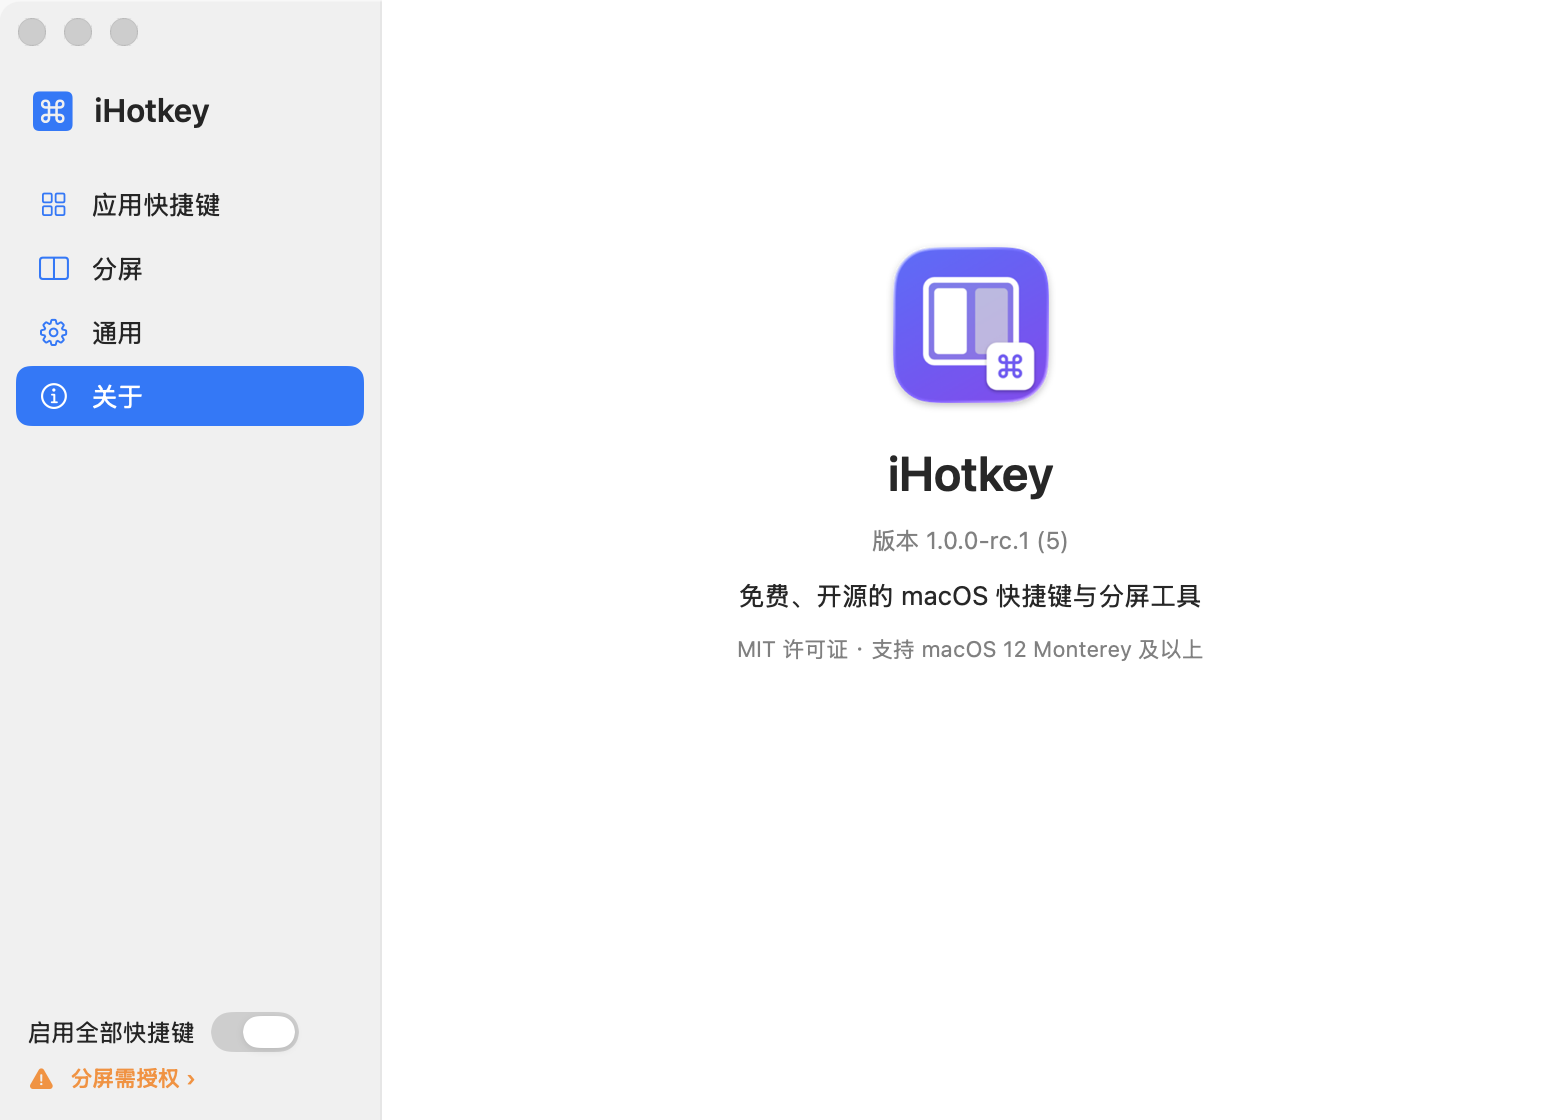 iHotkey
应用快捷键
分屏
通用
关于
启用全部快捷键
分屏需授权 ›
iHotkey
版本 1.0.0-rc.1 (5)
免费、开源的 macOS 快捷键与分屏工具
MIT 许可证 · 支持 macOS 12 Monterey 及以上